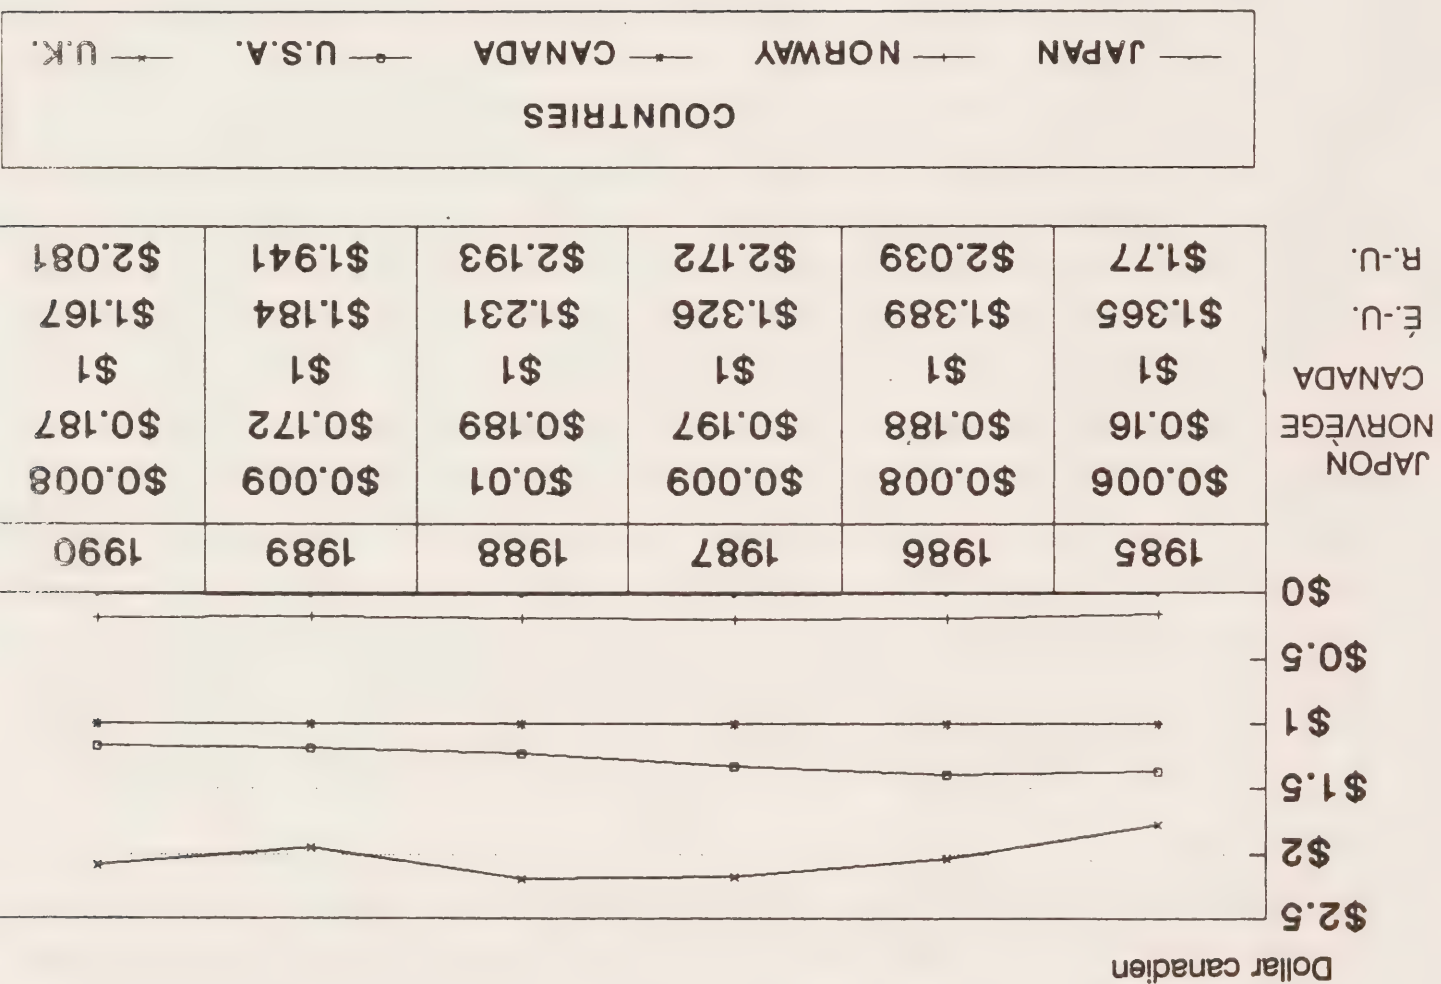 Dollar canadien
$2.5
$2
$1.5
$1
$0.5
$0
1985 1986 1987 1988 1989 1990
JAPON $0.006 $0.008 $0.009 $0.01 $0.009 $0.008
NORVÈGE $0.16 $0.188 $0.197 $0.189 $0.172 $0.187
CANADA $1 $1 $1 $1 $1 $1
É.-U. $1.365 $1.389 $1.326 $1.231 $1.184 $1.167
R.-U. $1.77 $2.039 $2.172 $2.193 $1.941 $2.081
COUNTRIES
JAPAN NORWAY CANADA U.S.A. U.K.